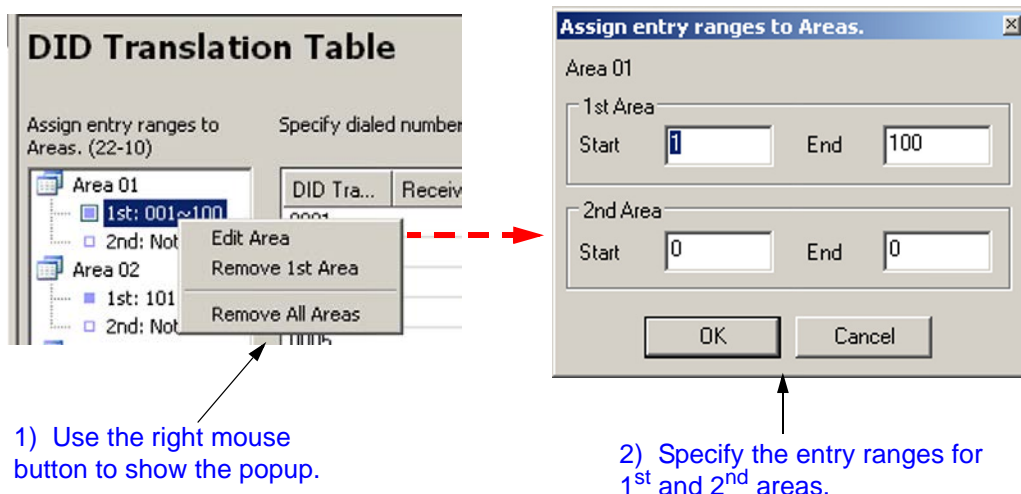 DID Translation Table
Assign entry ranges to
Areas. (22-10)
Specify dialed number
Area 01
1st: 001~100
2nd: Not
Area 02
1st: 101
2nd: Not
DID Tra... Receiv
0001
Edit Area
Remove 1st Area
Remove All Areas
0005
1) Use the right mouse
button to show the popup.
Assign entry ranges to Areas.
Area 01
1st Area
Start 1 End 100
2nd Area
Start 0 End 0
OK Cancel
2) Specify the entry ranges for
1st and 2nd areas.